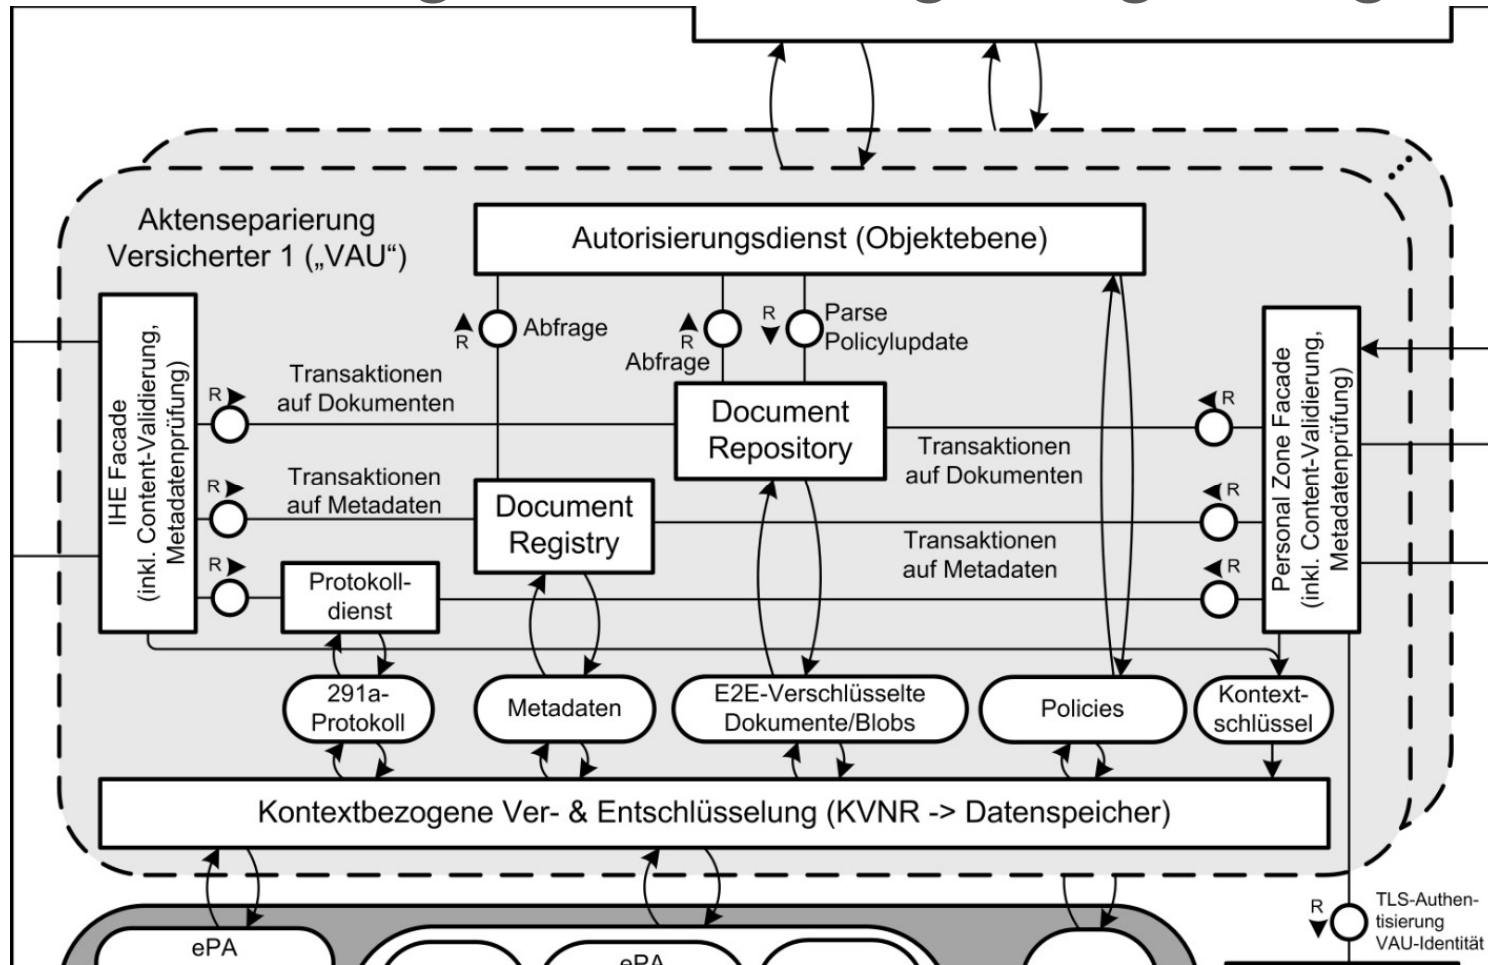 Aktenseparierung
Versicherter 1 („VAU“)
Autorisierungsdienst (Objektebene)
R
Abfrage
R
Abfrage
R
Parse
Policylupdate
IHE Facade
(inkl. Content-Validierung,
Metadatenprüfung)
R
Transaktionen
auf Dokumenten
Document
Repository
R
Transaktionen
auf Dokumenten
Personal Zone Facade
(inkl. Content-Validierung,
Metadatenprüfung)
R
Transaktionen
auf Metadaten
Document
Registry
R
Transaktionen
auf Metadaten
R
Protokoll-
dienst
R
291a-
Protokoll
Metadaten
E2E-Verschlüsselte
Dokumente/Blobs
Policies
Kontext-
schlüssel
Kontextbezogene Ver- & Entschlüsselung (KVNR -> Datenspeicher)
R
TLS-Authen-
tisierung
VAU-Identität
ePA
ePA